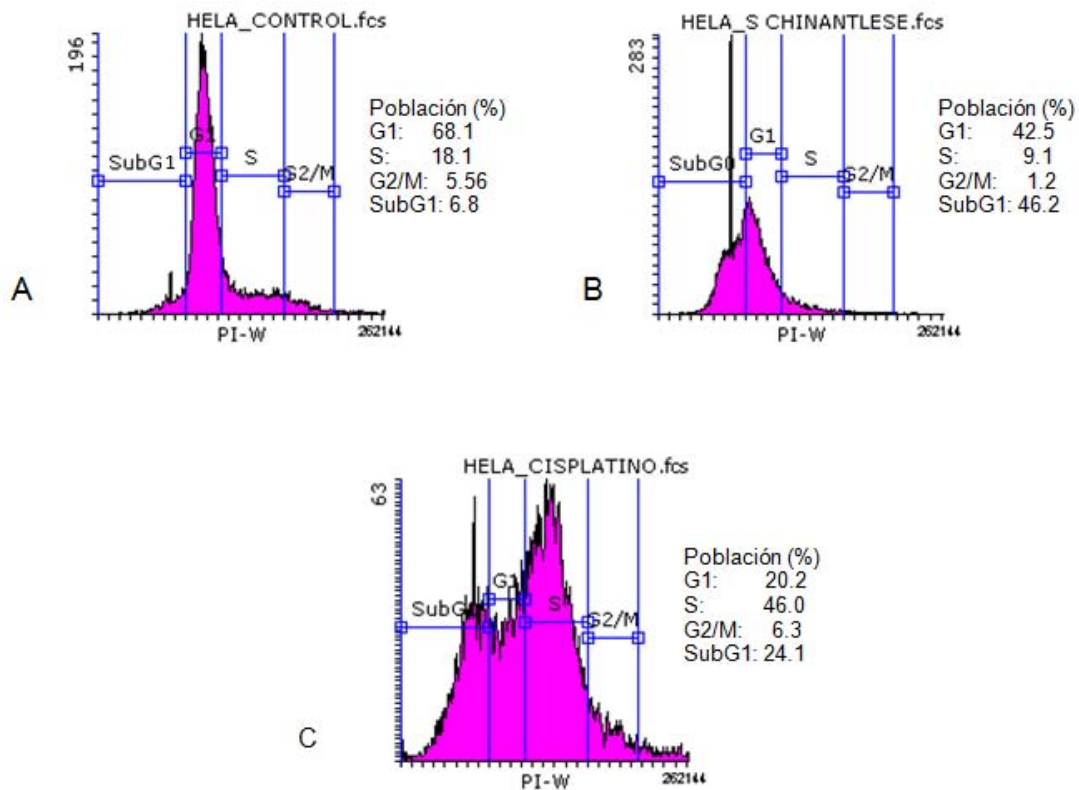 HELA_CONTROL.fcs
196
Población (%)
G1: 68.1
S: 18.1
G2/M: 5.56
SubG1: 6.8
SubG1
G1
S
G2/M
A
PI-W
262144
HELA_S CHINANTLESE.fcs
283
Población (%)
G1: 42.5
S: 9.1
G2/M: 1.2
SubG1: 46.2
SubG0
G1
S
G2/M
B
PI-W
262144
HELA_CISPLATINO.fcs
63
Población (%)
G1: 20.2
S: 46.0
G2/M: 6.3
SubG1: 24.1
G1
S
G2/M
C
PI-W
262144